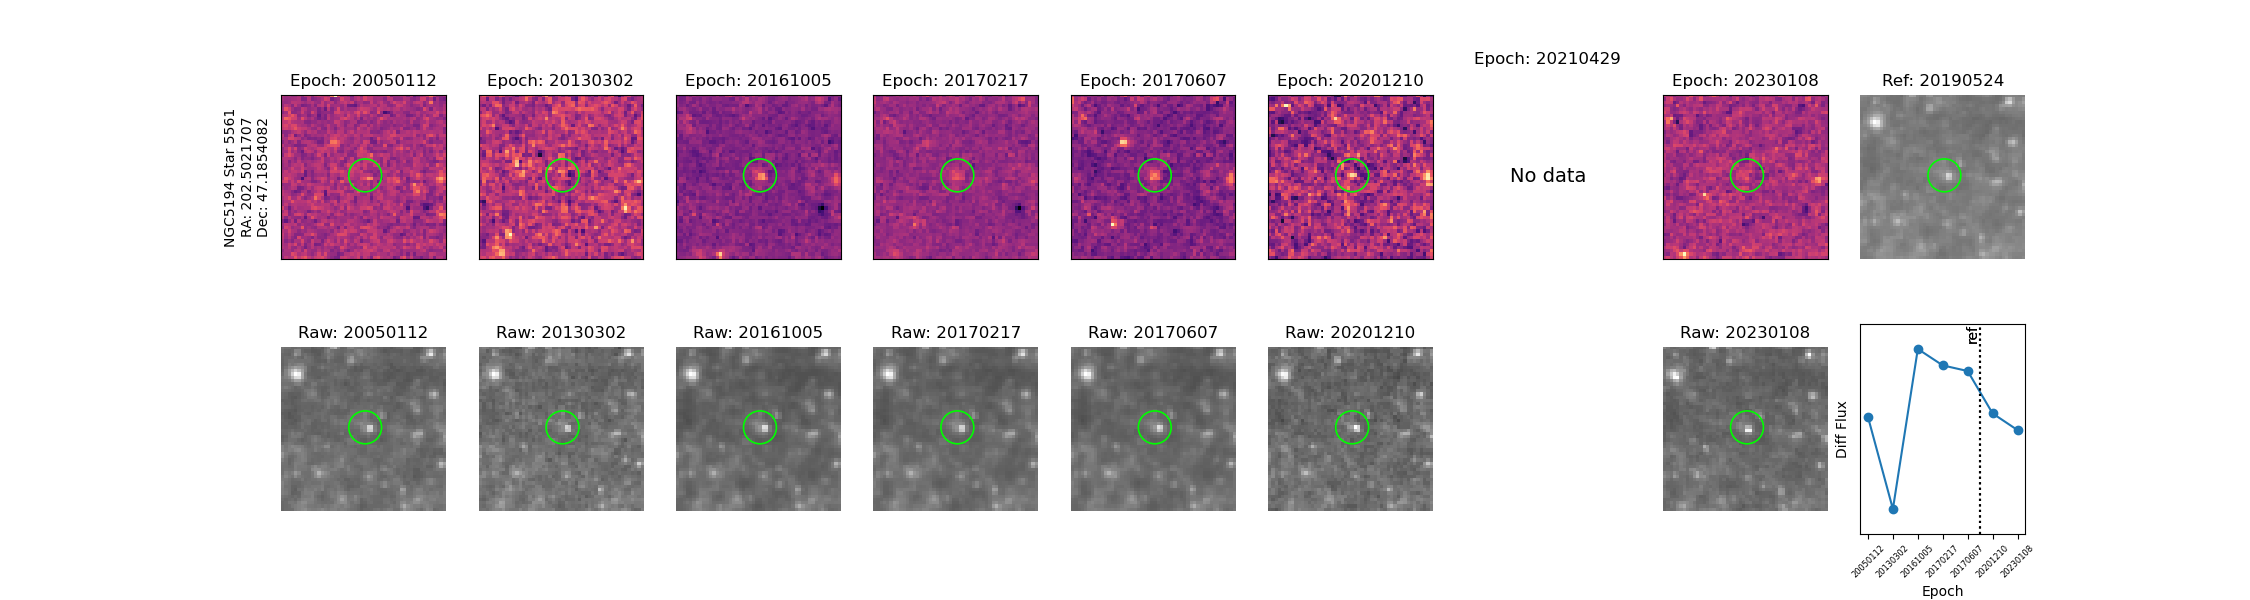 Epoch: 20210429
Epoch: 20050112
Epoch: 20130302
Epoch: 20161005
Epoch: 20170217
Epoch: 20170607
Epoch: 20201210
Epoch: 20230108
Ref: 20190524
NGC5194 Star 5561
RA: 202.5021707
Dec: 47.1854082
No data
Raw: 20050112
Raw: 20130302
Raw: 20161005
Raw: 20170217
Raw: 20170607
Raw: 20201210
Raw: 20230108
ref
Diff Flux
20050112
20130302
20161005
20170217
20170607
20201210
20230108
Epoch